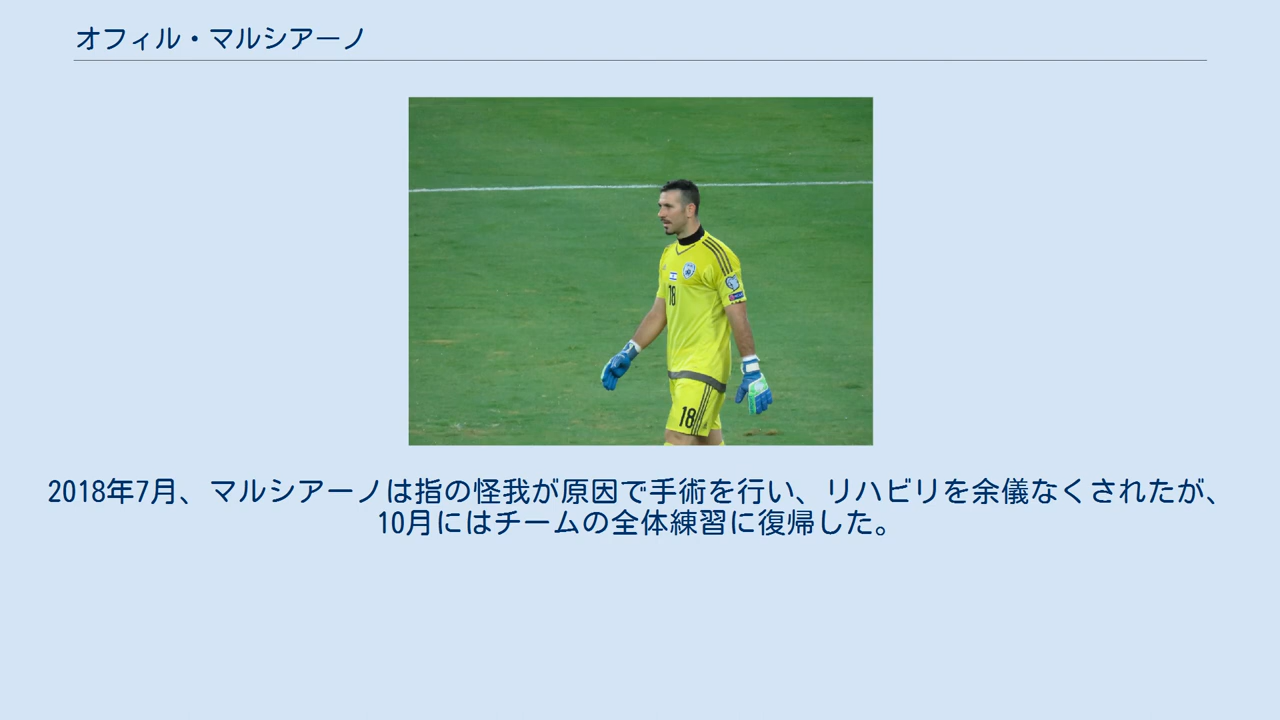 オフィル・マルシアーノ
18
18
2018年7月、マルシアーノは指の怪我が原因で手術を行い、リハビリを余儀なくされたが、
10月にはチームの全体練習に復帰した。